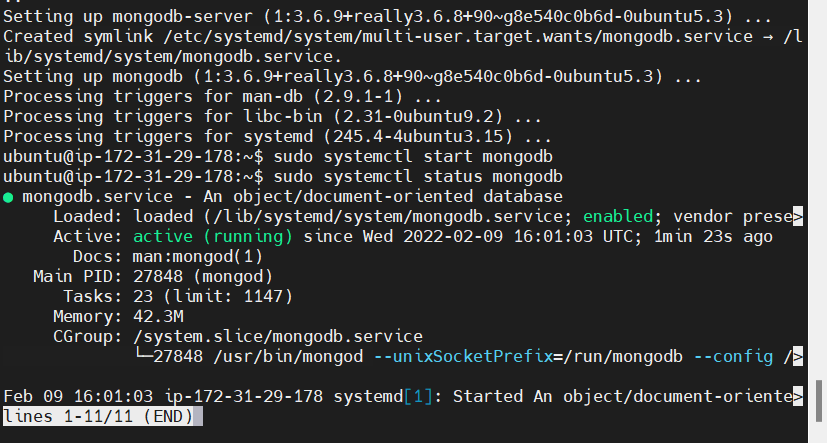 Setting up mongodb-server (1:3.6.9+really3.6.8+90~g8e540c0b6d-0ubuntu5.3) ...
Created symlink /etc/systemd/system/multi-user.target.wants/mongodb.service → /l
ib/systemd/system/mongodb.service.
Setting up mongodb (1:3.6.9+really3.6.8+90~g8e540c0b6d-0ubuntu5.3) ...
Processing triggers for man-db (2.9.1-1) ...
Processing triggers for libc-bin (2.31-0ubuntu9.2) ...
Processing triggers for systemd (245.4-4ubuntu3.15) ...
ubuntu@ip-172-31-29-178:~$ sudo systemctl start mongodb
ubuntu@ip-172-31-29-178:~$ sudo systemctl status mongodb
● mongodb.service - An object/document-oriented database
     Loaded: loaded (/lib/systemd/system/mongodb.service; enabled; vendor prese>
     Active: active (running) since Wed 2022-02-09 16:01:03 UTC; 1min 23s ago
       Docs: man:mongod(1)
   Main PID: 27848 (mongod)
      Tasks: 23 (limit: 1147)
     Memory: 42.3M
     CGroup: /system.slice/mongodb.service
             └─27848 /usr/bin/mongod --unixSocketPrefix=/run/mongodb --config />
Feb 09 16:01:03 ip-172-31-29-178 systemd[1]: Started An object/document-oriente>
lines 1-11/11 (END)